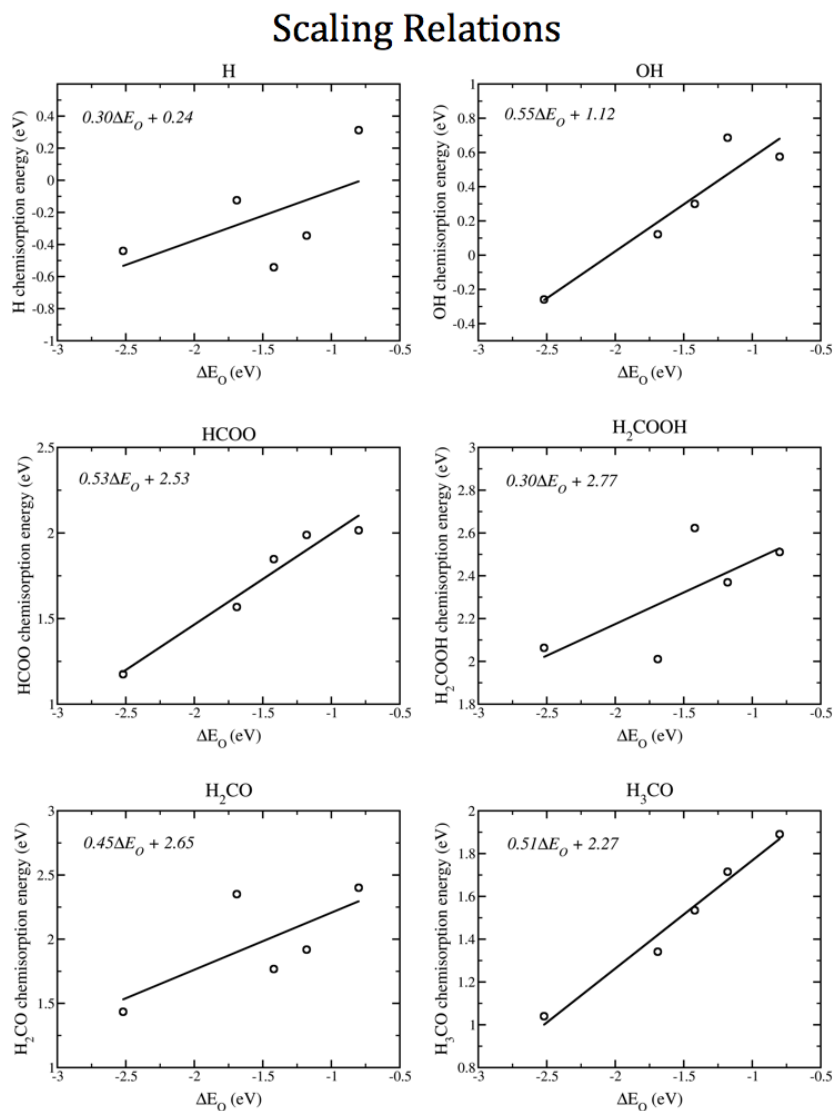 Scaling Relations
H
0.30ΔE_O + 0.24
H chemisorption energy (eV)
0.4
0.2
0
-0.2
-0.4
-0.6
-0.8
-1
-3 -2.5 -2 -1.5 -1 -0.5
ΔE_O (eV)
OH
0.55ΔE_O + 1.12
OH chemisorption energy (eV)
1
0.8
0.6
0.4
0.2
0
-0.2
-0.4
-3 -2.5 -2 -1.5 -1 -0.5
ΔE_O (eV)
HCOO
0.53ΔE_O + 2.53
HCOO chemisorption energy (eV)
2.5
2
1.5
1
-3 -2.5 -2 -1.5 -1 -0.5
ΔE_O (eV)
H₂COOH
0.30ΔE_O + 2.77
H₂COOH chemisorption energy (eV)
3
2.8
2.6
2.4
2.2
2
1.8
-3 -2.5 -2 -1.5 -1 -0.5
ΔE_O (eV)
H₂CO
0.45ΔE_O + 2.65
H₂CO chemisorption energy (eV)
3
2.5
2
1.5
1
-3 -2.5 -2 -1.5 -1 -0.5
ΔE_O (eV)
H₃CO
0.51ΔE_O + 2.27
H₃CO chemisorption energy (eV)
2
1.8
1.6
1.4
1.2
1
0.8
-3 -2.5 -2 -1.5 -1 -0.5
ΔE_O (eV)